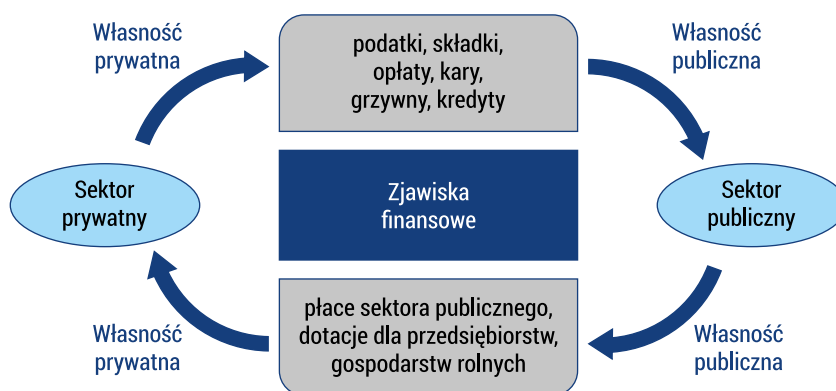 Własność
prywatna
podatki, składki,
opłaty, kary,
grzywny, kredyty
Własność
publiczna
Sektor
prywatny
Zjawiska
finansowe
Sektor
publiczny
Własność
prywatna
płace sektora publicznego,
dotacje dla przedsiębiorstw,
gospodarstw rolnych
Własność
publiczna